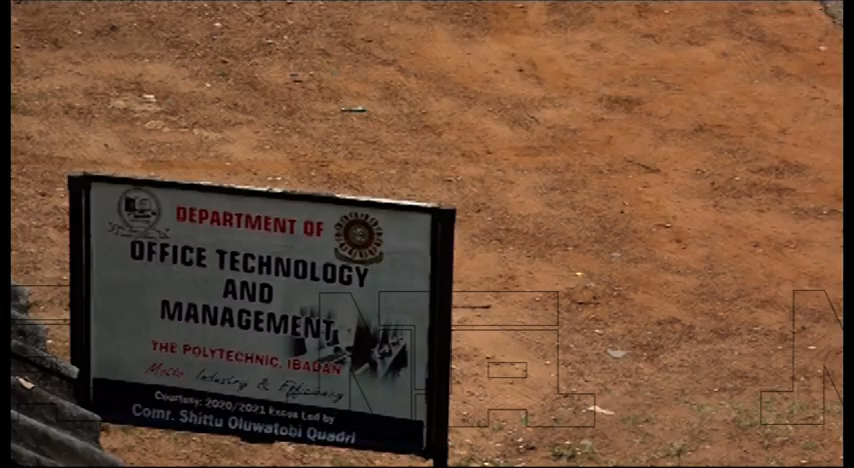 DEPARTMENT OF
OFFICE TECHNOLOGY
AND
MANAGEMENT
THE POLYTECHNIC, IBADAN
Motto Industry & Efficiency
Courtesy: 2020/2021 Excos Led by
Comr. Shittu Oluwatobi Quadri